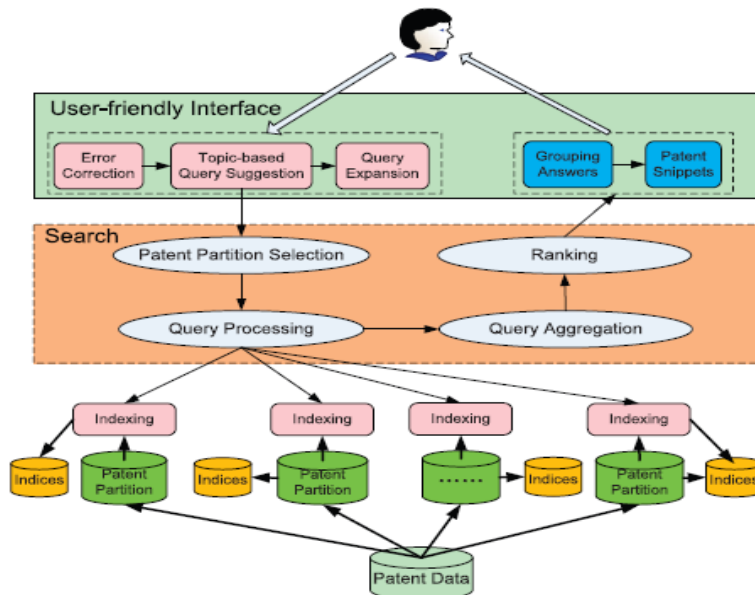 User-friendly Interface
Error
Correction
Topic-based
Query Suggestion
Query
Expansion
Grouping
Answers
Patent
Snippets
Search
Patent Partition Selection
Ranking
Query Processing
Query Aggregation
Indexing
Indexing
Indexing
Indexing
Indices
Patent
Partition
Indices
Patent
Partition
......
Indices
Patent
Partition
Indices
Patent Data